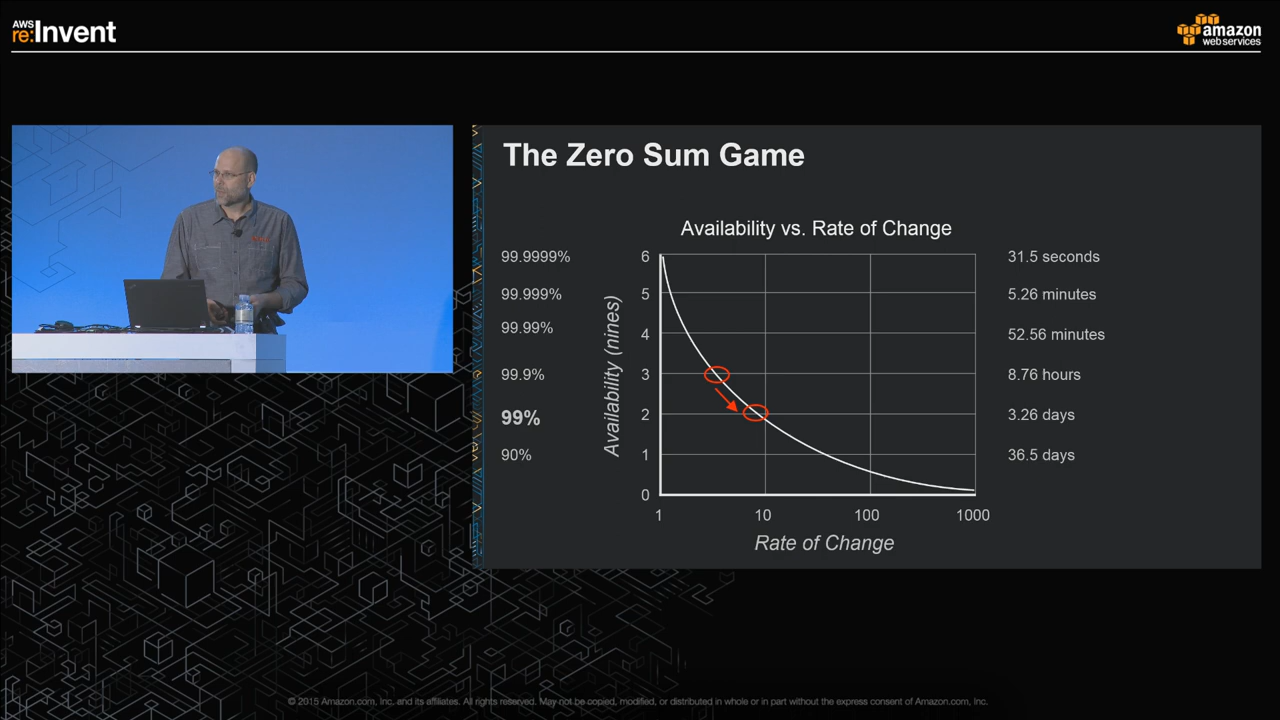 AWS
re:Invent
amazon
web services
The Zero Sum Game
Availability vs. Rate of Change
99.9999%
99.999%
99.99%
99.9%
99%
90%
Availability (nines)
6
5
4
3
2
1
0
1 10 100 1000
Rate of Change
31.5 seconds
5.26 minutes
52.56 minutes
8.76 hours
3.26 days
36.5 days
© 2015 Amazon.com, Inc. and its affiliates. All rights reserved. May not be copied, modified, or distributed in whole or in part without the express consent of Amazon.com, Inc.